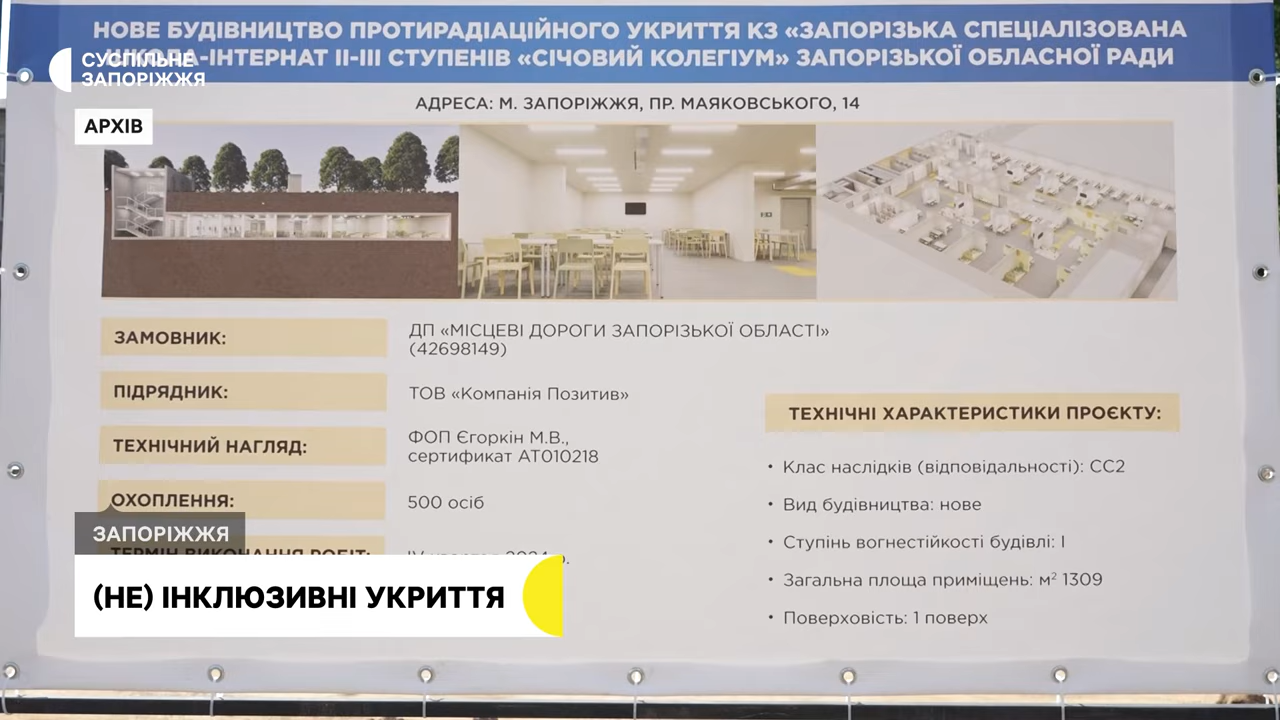 НОВЕ БУДІВНИЦТВО ПРОТИРАДІАЦІЙНОГО УКРИТТЯ КЗ «ЗАПОРІЗЬКА СПЕЦІАЛІЗОВАНА
-ІНТЕРНАТ ІІ-ІІІ СТУПЕНІВ «СІЧОВИЙ КОЛЕГІУМ» ЗАПОРІЗЬКОЇ ОБЛАСНОЇ РАДИ
СУСПІЛЬНЕ
ЗАПОРІЖЖЯ
АДРЕСА: М. ЗАПОРІЖЖЯ, ПР. МАЯКОВСЬКОГО, 14
АРХІВ
ЗАМОВНИК:
ДП «МІСЦЕВІ ДОРОГИ ЗАПОРІЗЬКОЇ ОБЛАСТІ»
(42698149)
ПІДРЯДНИК:
ТОВ «Компанія Позитив»
ТЕХНІЧНИЙ НАГЛЯД:
ФОП Єгоркін М.В.,
сертифікат АТ010218
ОХОПЛЕННЯ:
500 осіб
ТЕРМІН ВИКОНАННЯ РОБІТ:
ТЕХНІЧНІ ХАРАКТЕРИСТИКИ ПРОЄКТУ:
• Клас наслідків (відповідальності): СС2
• Вид будівництва: нове
• Ступінь вогнестійкості будівлі: І
• Загальна площа приміщень: м² 1309
• Поверховість: 1 поверх
ЗАПОРІЖЖЯ
(НЕ) ІНКЛЮЗИВНІ УКРИТТЯ